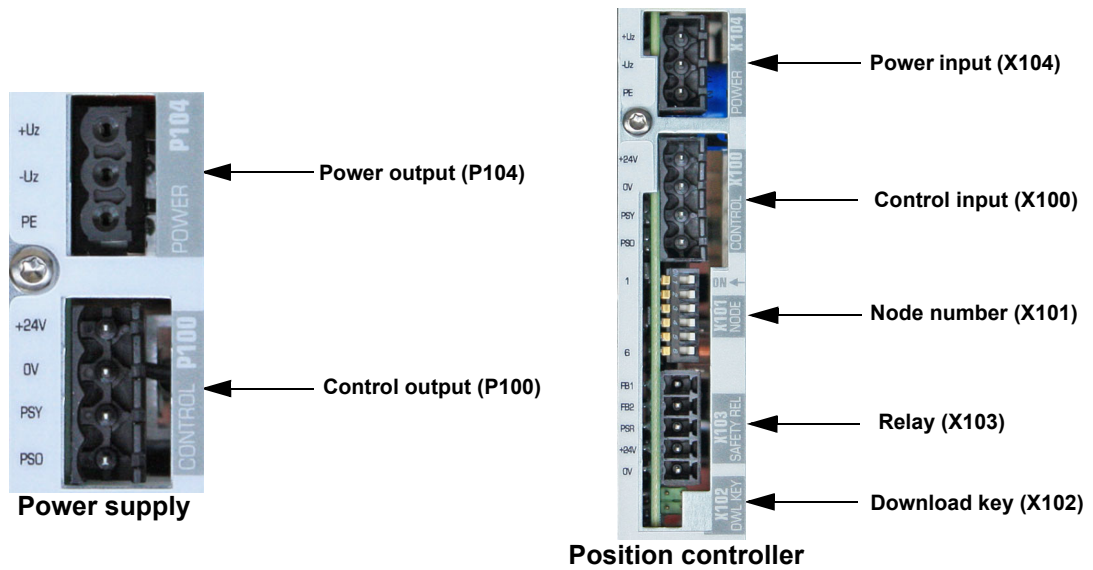 +Uz
-Uz
PE
POWER P104
Power output (P104)
+24V
0V
PSY
PSO
CONTROL P100
Control output (P100)
Power supply
+Uz
-Uz
PE
POWER X104
Power input (X104)
+24V
0V
PSY
PSO
CONTROL X100
Control input (X100)
1
6
ON
X101
NODE
Node number (X101)
FB1
FB2
PSR
+24V
0V
X103
SAFETY REL
Relay (X103)
X102
DWL KEY
Download key (X102)
Position controller